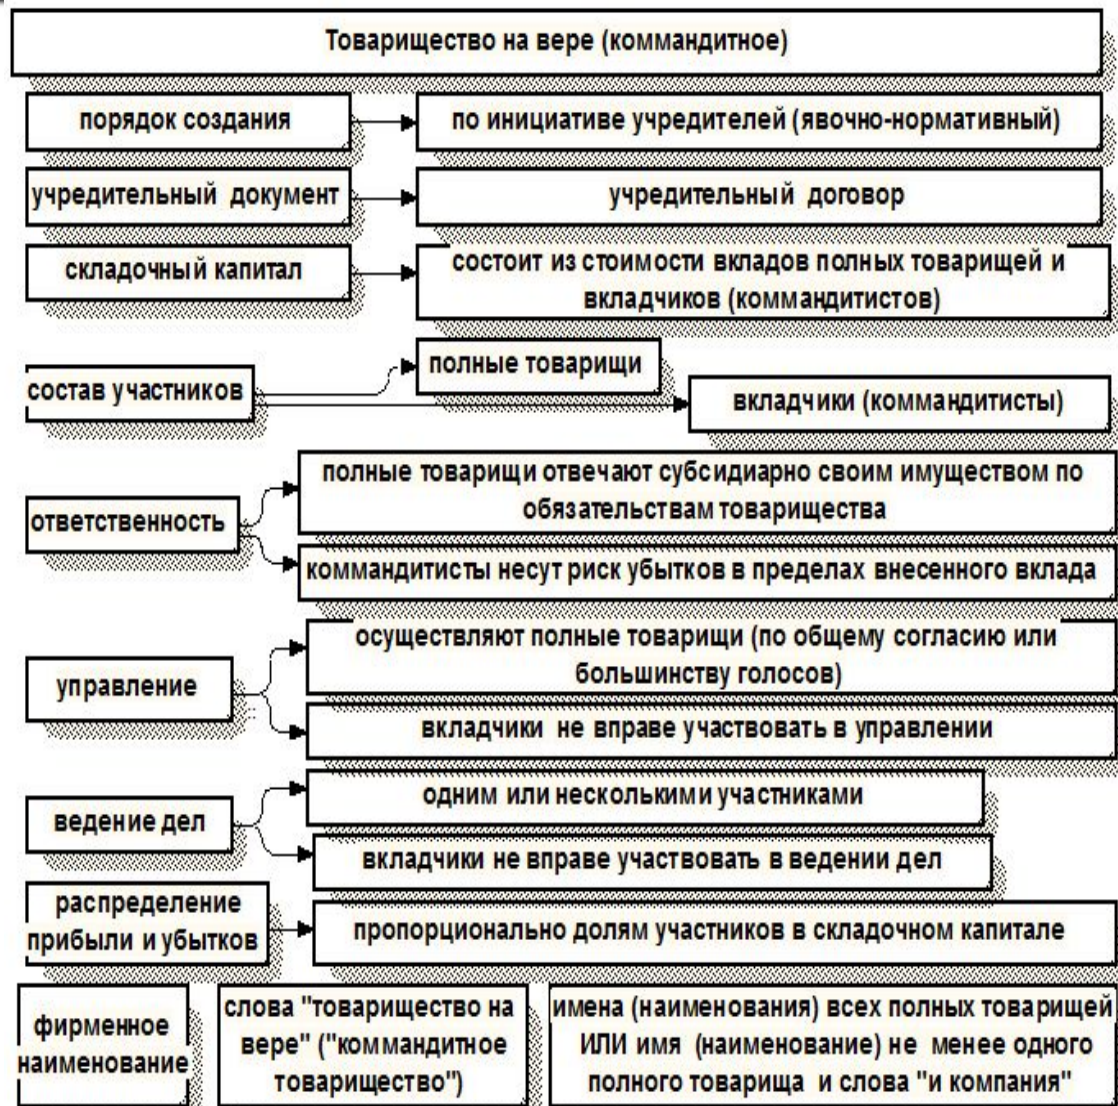 Товарищество на вере (коммандитное)
порядок создания
по инициативе учредителей (явочно-нормативный)
учредительный документ
учредительный договор
складочный капитал
состоит из стоимости вкладов полных товарищей и
вкладчиков (коммандитистов)
состав участников
полные товарищи
вкладчики (коммандитисты)
ответственность
полные товарищи отвечают субсидиарно своим имуществом по
обязательствам товарищества
коммандитисты несут риск убытков в пределах внесенного вклада
управление
осуществляют полные товарищи (по общему согласию или
большинству голосов)
вкладчики не вправе участвовать в управлении
ведение дел
одним или несколькими участниками
вкладчики не вправе участвовать в ведении дел
распределение
прибыли и убытков
пропорционально долям участников в складочном капитале
фирменное
наименование
слова "товарищество на
вере" ("коммандитное
товарищество")
имена (наименования) всех полных товарищей
ИЛИ имя (наименование) не менее одного
полного товарища и слова "и компания"